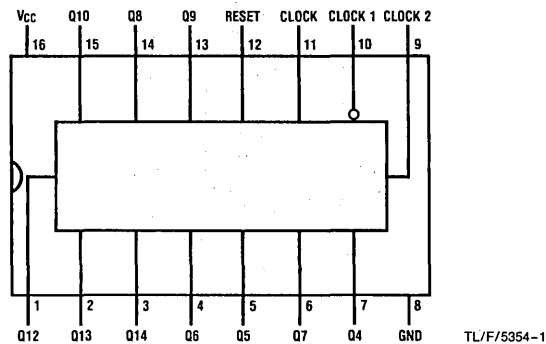 VCC Q10 Q8 Q9 RESET CLOCK CLOCK 1 CLOCK 2
16 15 14 13 12 11 10 9
1 2 3 4 5 6 7 8
Q12 Q13 Q14 Q6 Q5 Q7 Q4 GND
TL/F/5354-1